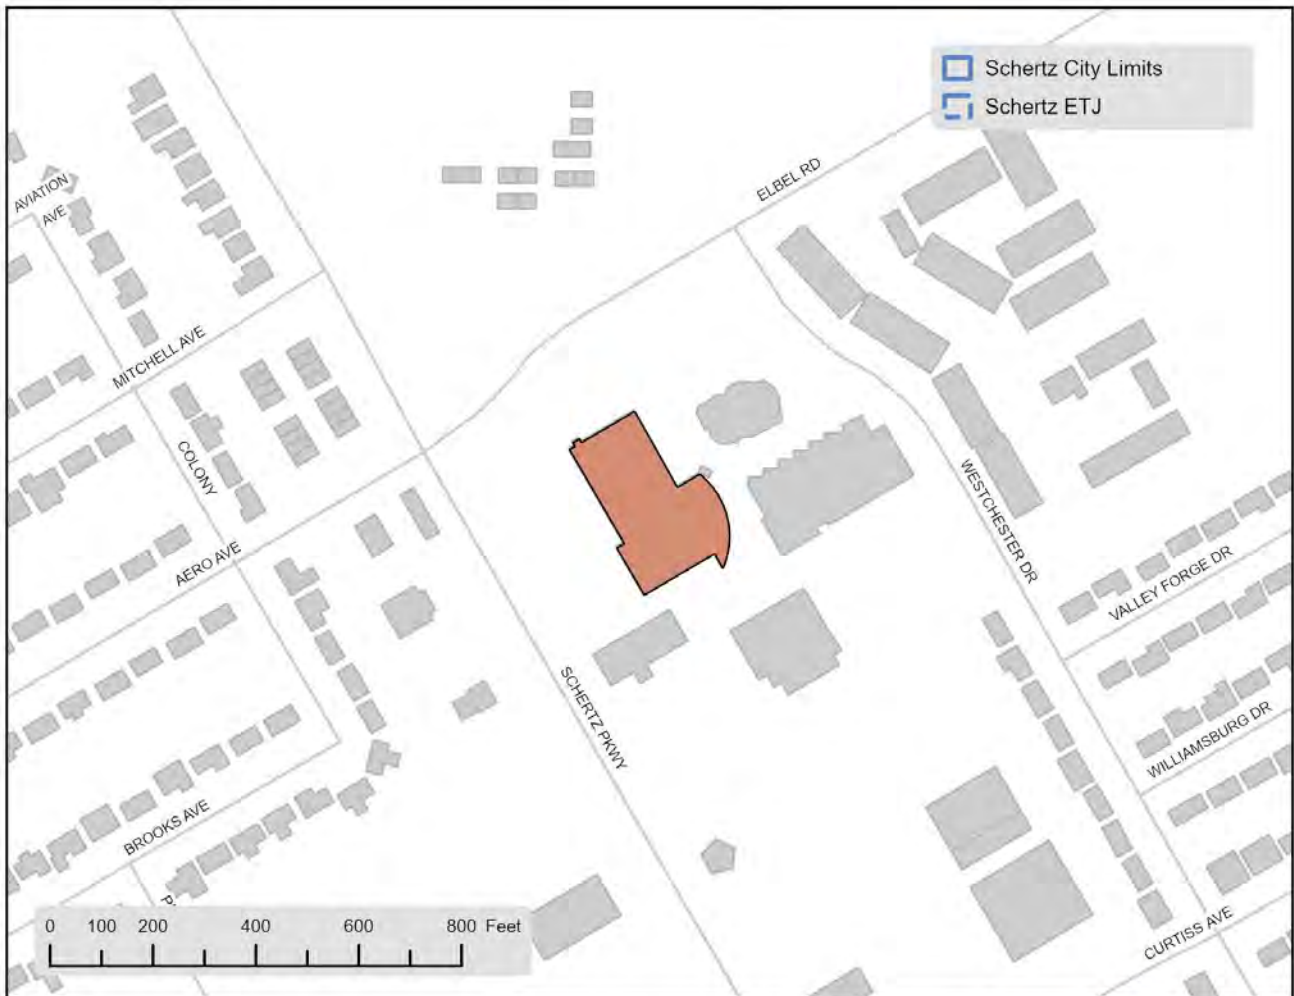 Schertz City Limits
Schertz ETJ
ELBEL RD
AVIATION
AVE
MITCHELL AVE
COLONY
AERO AVE
WESTCHESTER DR
VALLEY FORGE DR
SCHERTZ PKWY
WILLIAMSBURG DR
BROOKS AVE
CURTISS AVE
0 100 200 400 600 800 Feet